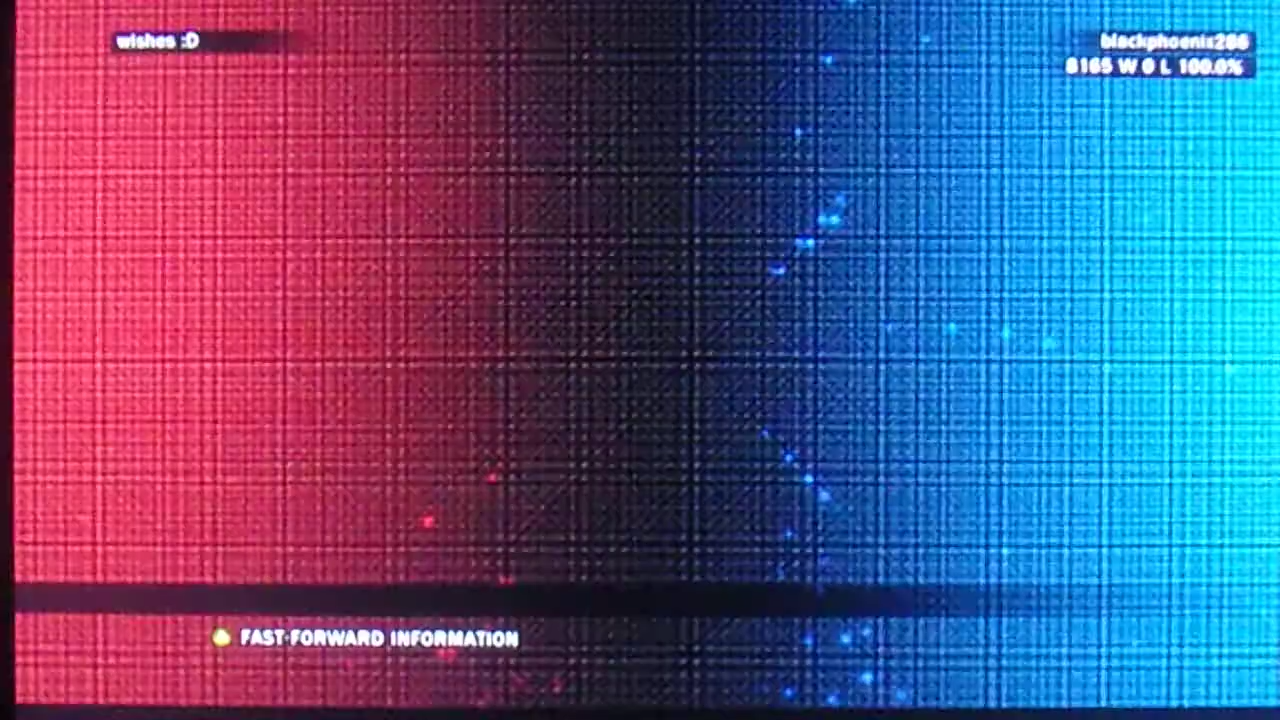 wishes :D
blackphoenix286
8165 W 0 L 100.0%
FAST-FORWARD INFORMATION